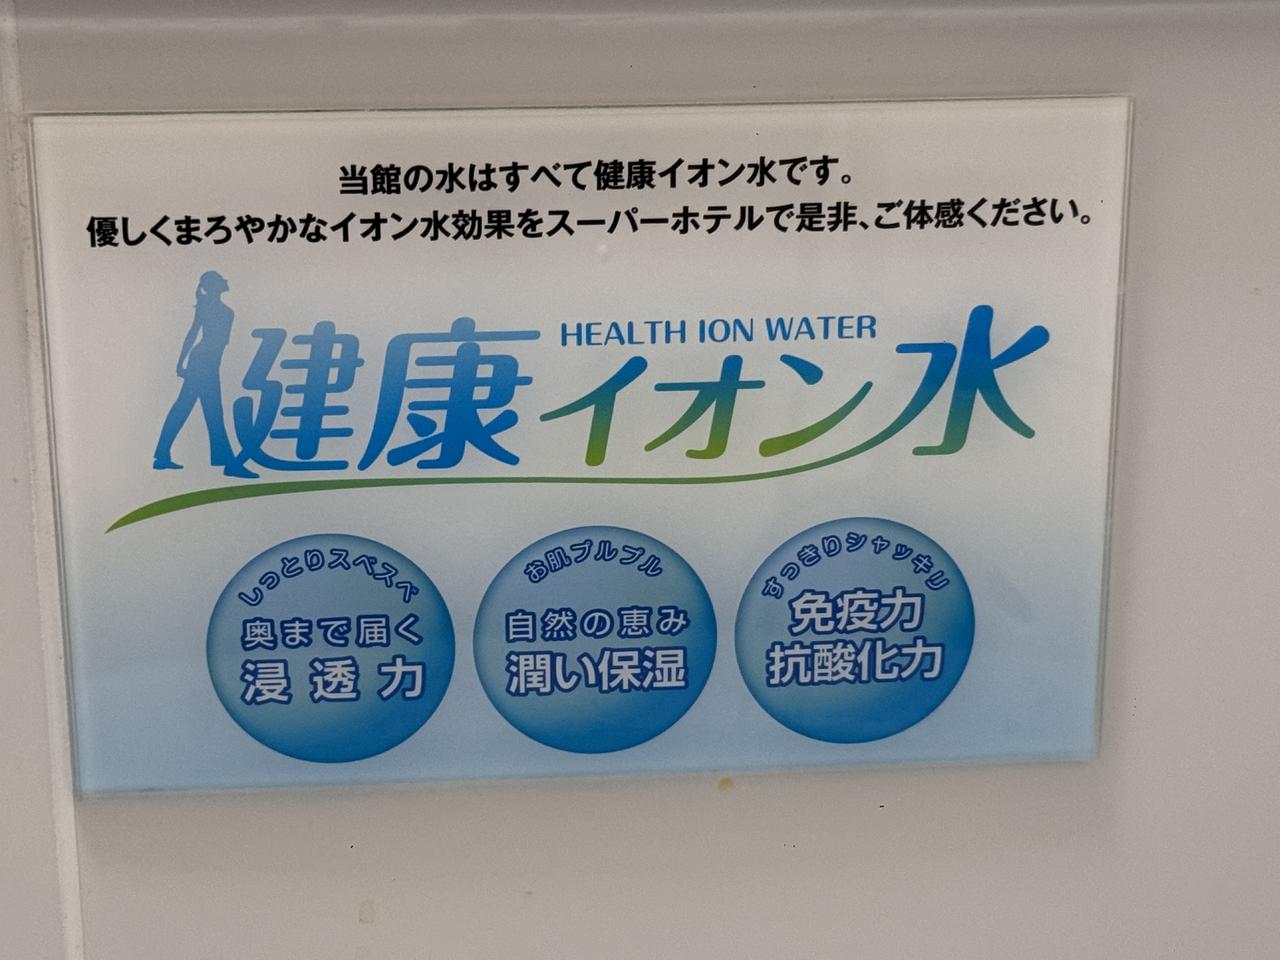 当館の水はすべて健康イオン水です。
優しくまろやかなイオン水効果をスーパーホテルで是非、ご体感ください。
HEALTH ION WATER
健康イオン水
しっとりスベスベ
奥まで届く
浸透力
お肌プルプル
自然の恵み
潤い保湿
すっきりシャッキリ
免疫力
抗酸化力